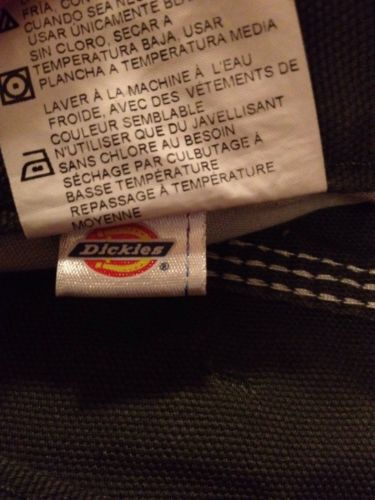 FRÍA, CON
CUANDO SEA NE
USAR ÚNICAMENTE B
SIN CLORO, SECAR A
TEMPERATURA BAJA, USAR
PLANCHA A TEMPERATURA MEDIA
LAVER À LA MACHINE À L'EAU
FROIDE, AVEC DES VÊTEMENTS DE
COULEUR SEMBLABLE
N'UTILISER QUE DU JAVELLISANT
SANS CHLORE AU BESOIN
SÉCHAGE PAR CULBUTAGE À
BASSE TEMPÉRATURE
REPASSAGE À TEMPÉRATURE
MOYENNE
Dickies
®